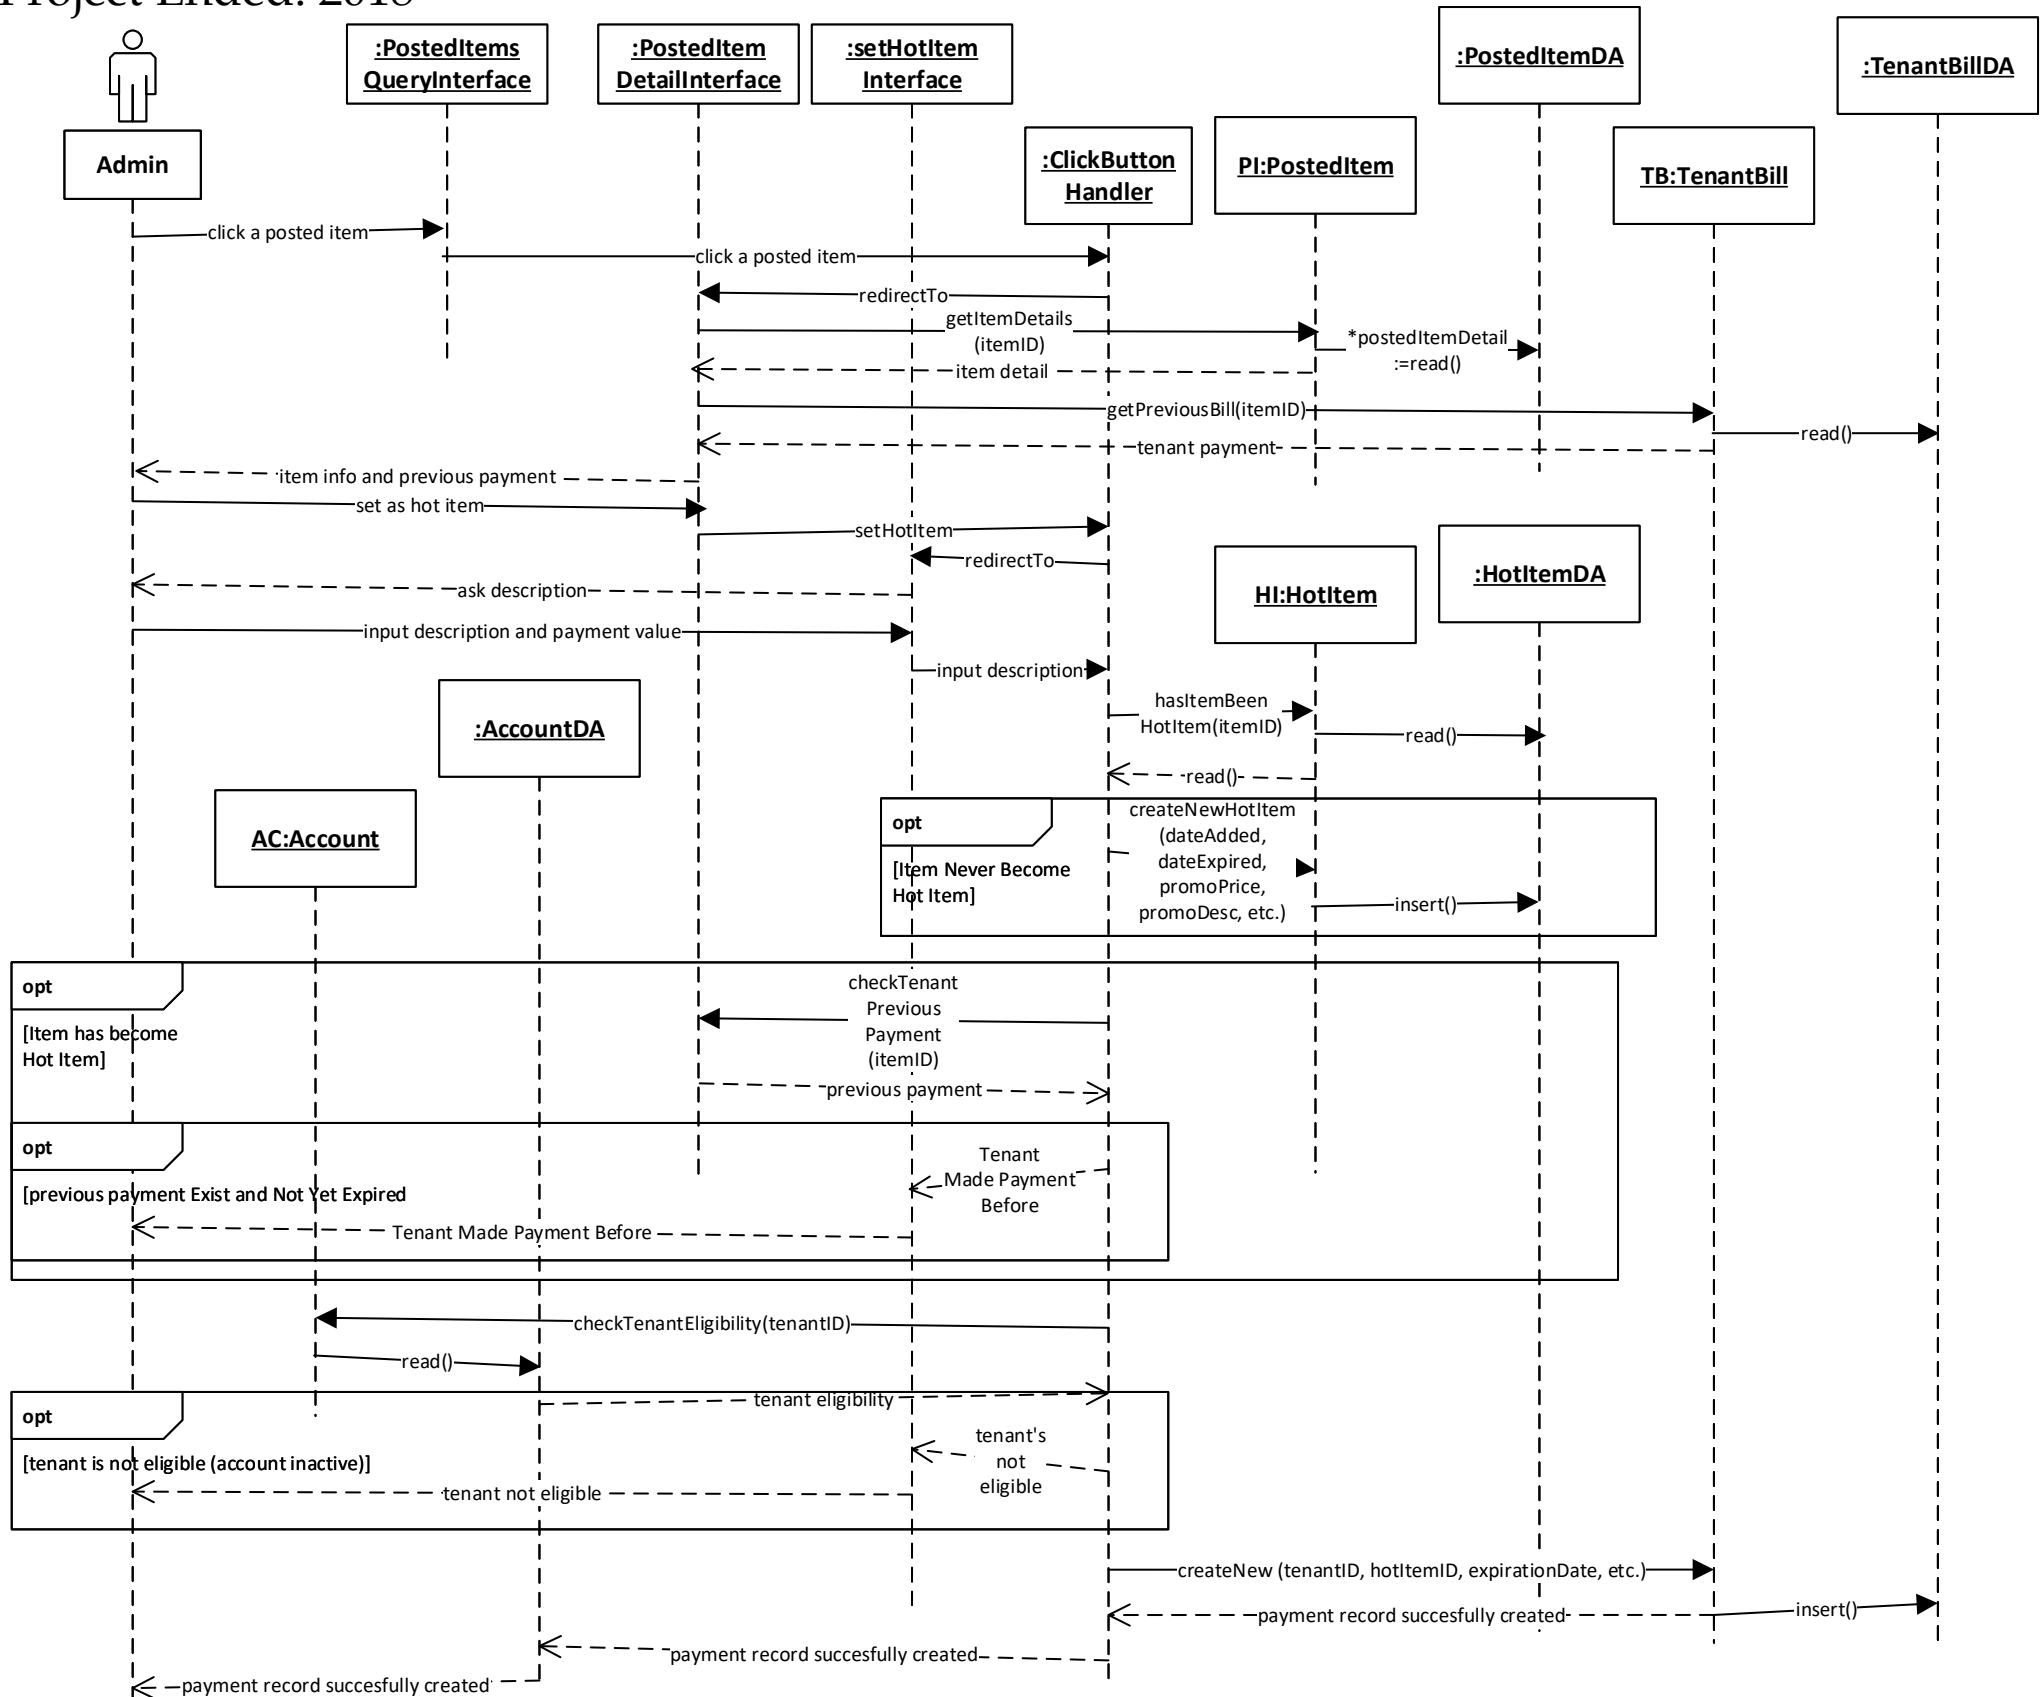 Project Ended: 2018
:PostedItems
QueryInterface
:PostedItem
DetailInterface
:setHotItem
Interface
:PostedItemDA
:TenantBillDA
Admin
:ClickButton
Handler
PI:PostedItem
TB:TenantBill
click a posted item
click a posted item
redirectTo
getItemDetails
(itemID)
*postedItemDetail
:=read()
item detail
getPreviousBill(itemID)
read()
tenant payment
item info and previous payment
set as hot item
setHotItem
redirectTo
ask description
HI:HotItem
:HotItemDA
input description and payment value
input description
:AccountDA
hasItemBeen
HotItem(itemID)
read()
read()
AC:Account
opt
[Item Never Become
Hot Item]
createNewHotItem
(dateAdded,
dateExpired,
promoPrice,
promoDesc, etc.)
insert()
opt
[Item has become
Hot Item]
checkTenant
Previous
Payment
(itemID)
previous payment
opt
[previous payment Exist and Not Yet Expired
Tenant
Made Payment
Before
Tenant Made Payment Before
checkTenantEligibility(tenantID)
read()
opt
[tenant is not eligible (account inactive)]
tenant eligibility
tenant's
not
eligible
tenant not eligible
createNew (tenantID, hotItemID, expirationDate, etc.)
payment record succesfully created
insert()
payment record succesfully created
payment record succesfully created